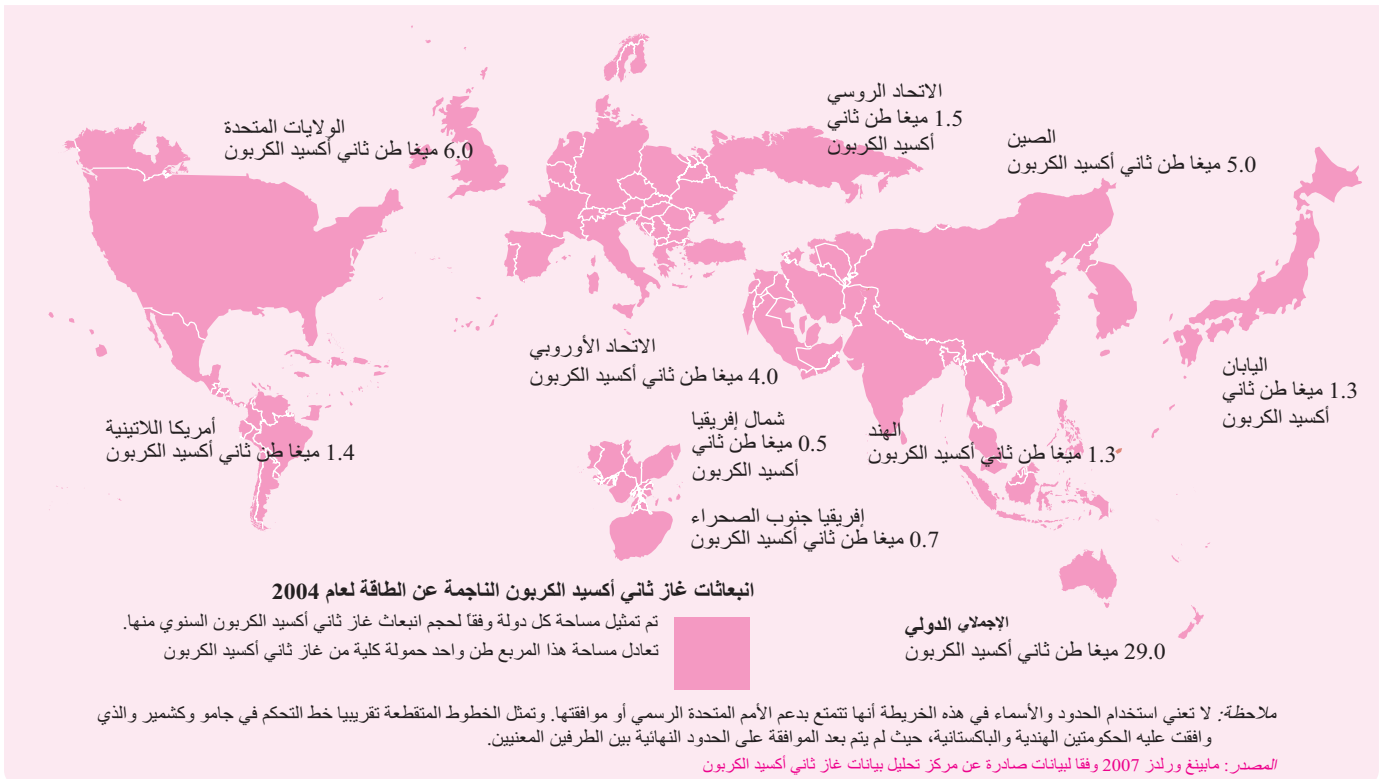 الاتحاد الروسي
1.5 ميغا طن ثاني
أكسيد الكربون
الولايات المتحدة
6.0 ميغا طن ثاني أكسيد الكربون
الصين
5.0 ميغا طن ثاني أكسيد الكربون
الاتحاد الأوروبي
4.0 ميغا طن ثاني أكسيد الكربون
اليابان
1.3 ميغا طن ثاني
أكسيد الكربون
شمال إفريقيا
0.5 ميغا طن ثاني
أكسيد الكربون
أمريكا اللاتينية
1.4 ميغا طن ثاني أكسيد الكربون
الهند
1.3 ميغا طن ثاني أكسيد الكربون
إفريقيا جنوب الصحراء
0.7 ميغا طن ثاني أكسيد الكربون
انبعاثات غاز ثاني أكسيد الكربون الناجمة عن الطاقة لعام 2004
تم تمثيل مساحة كل دولة وفقاً لحجم انبعاث غاز ثاني أكسيد الكربون السنوي منها.
تعادل مساحة هذا المربع طن واحد حمولة كلية من غاز ثاني أكسيد الكربون
الإجمالي الدولي
29.0 ميغا طن ثاني أكسيد الكربون
ملاحظة: لا تعني استخدام الحدود والأسماء في هذه الخريطة أنها تتمتع بدعم الأمم المتحدة الرسمي أو موافقتها. وتمثل الخطوط المتقطعة تقريبيا خط التحكم في جامو وكشمير والذي
وافقت عليه الحكومتين الهندية والباكستانية، حيث لم يتم بعد الموافقة على الحدود النهائية بين الطرفين المعنيين.
المصدر: مابينغ ورلدز 2007 وفقا لبيانات صادرة عن مركز تحليل بيانات غاز ثاني أكسيد الكربون